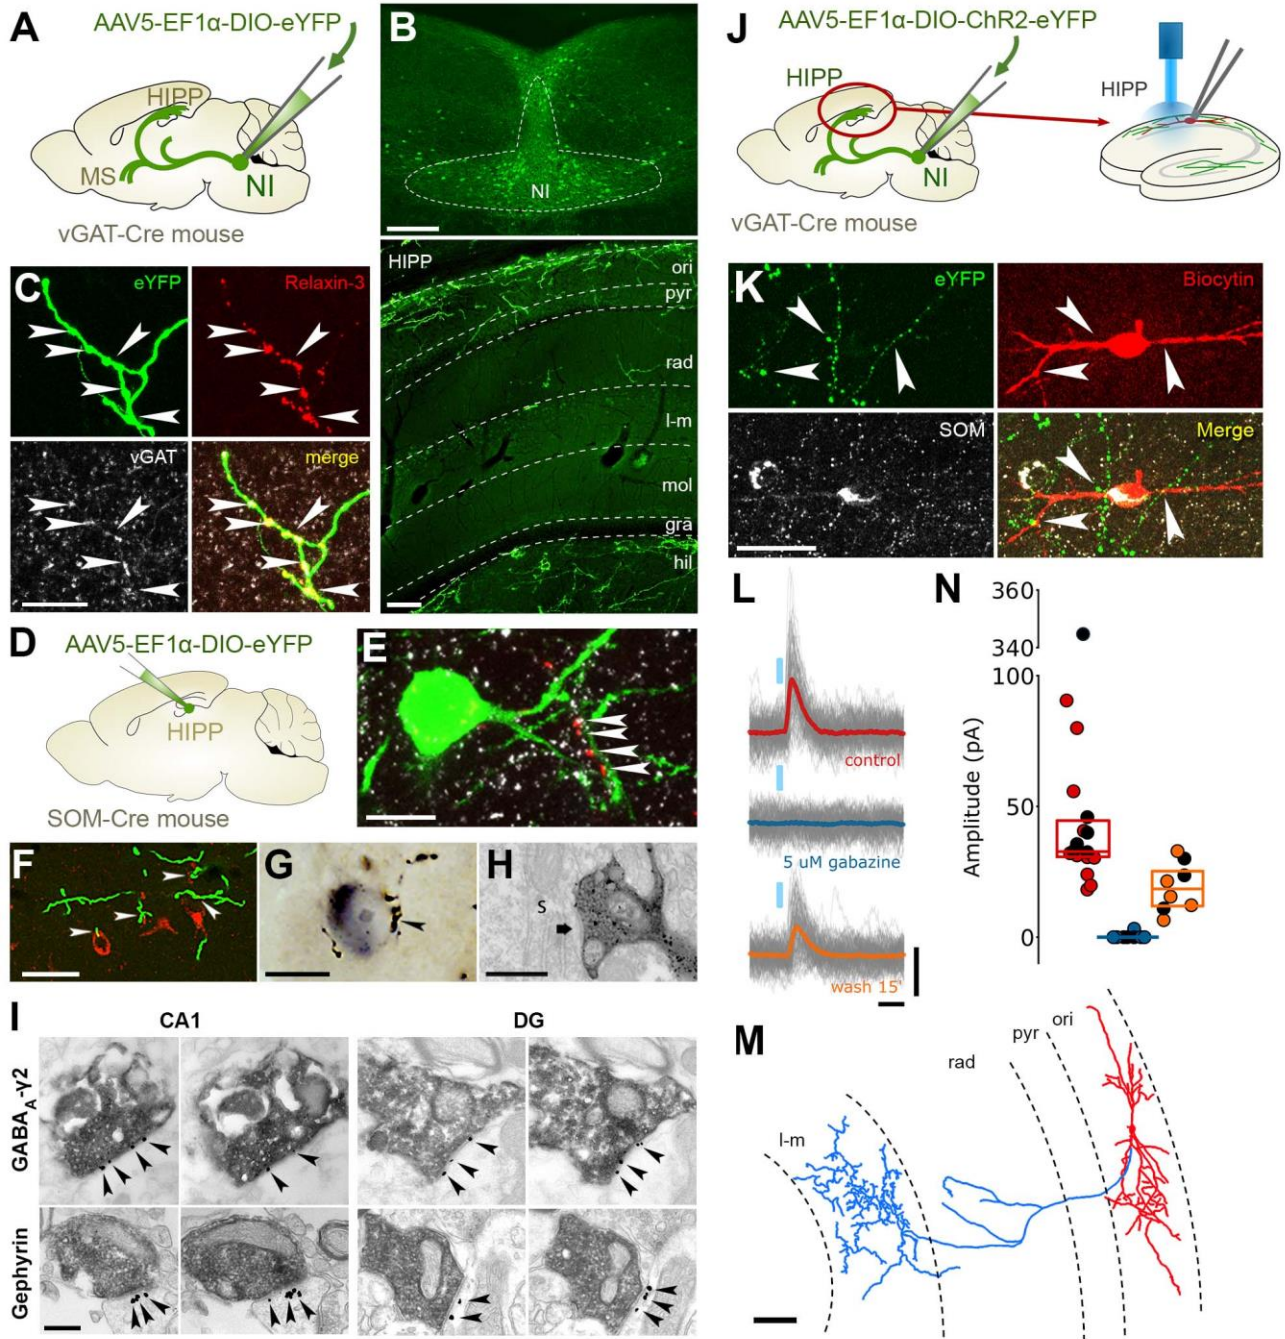 A
AAV5-EF1α-DIO-eYFP
HIPP
MS
NI
vGAT-Cre mouse
B
NI
HIPP
ori
pyr
rad
l-m
mol
gra
hil
C
eYFP
Relaxin-3
vGAT
merge
D
AAV5-EF1α-DIO-eYFP
HIPP
SOM-Cre mouse
E
F
G
H
S
I
CA1
DG
GABAA-γ2
Gephyrin
J
AAV5-EF1α-DIO-ChR2-eYFP
HIPP
NI
HIPP
vGAT-Cre mouse
K
eYFP
Biocytin
SOM
Merge
L
control
5 uM gabazine
wash 15'
N
360
340
100
50
0
Amplitude (pA)
M
l-m
rad
pyr
ori